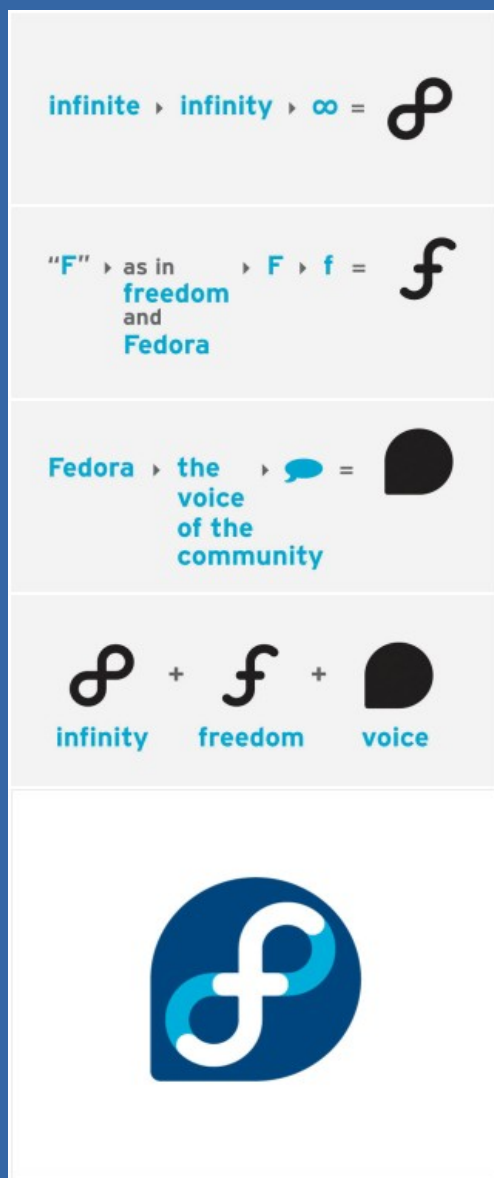 infinite ▸ infinity ▸ ∞ =
“F” ▸ as in ▸ F ▸ f = f
freedom
and
Fedora
Fedora ▸ the ▸ =
voice
of the
community
∞ + f +
infinity freedom voice
f